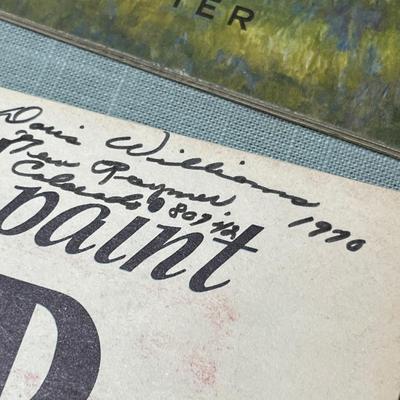 TER
Doris Williams
New Raymer,
Colorado 80742 1970
paint